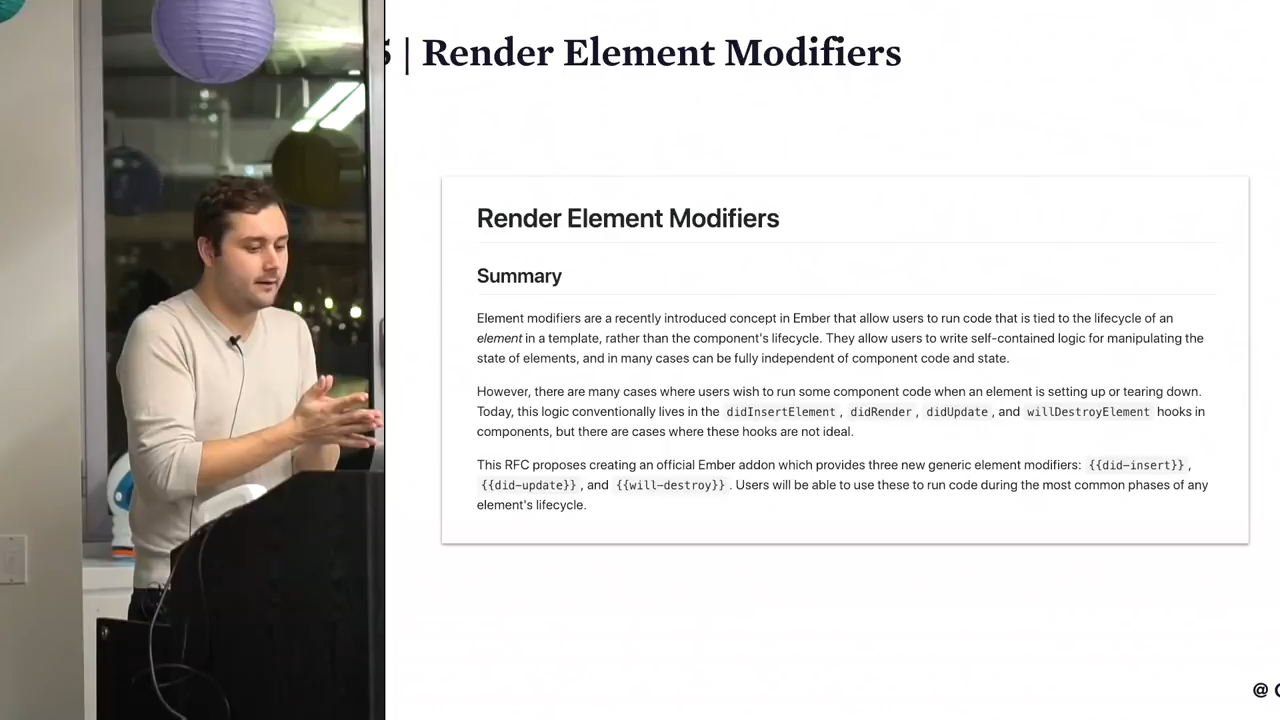 5 | Render Element Modifiers
Render Element Modifiers
Summary
Element modifiers are a recently introduced concept in Ember that allow users to run code that is tied to the lifecycle of an
element in a template, rather than the component's lifecycle. They allow users to write self-contained logic for manipulating the
state of elements, and in many cases can be fully independent of component code and state.
However, there are many cases where users wish to run some component code when an element is setting up or tearing down.
Today, this logic conventionally lives in the didInsertElement, didRender, didUpdate, and willDestroyElement hooks in
components, but there are cases where these hooks are not ideal.
This RFC proposes creating an official Ember addon which provides three new generic element modifiers: {{did-insert}},
{{did-update}}, and {{will-destroy}}. Users will be able to use these to run code during the most common phases of any
element's lifecycle.
@